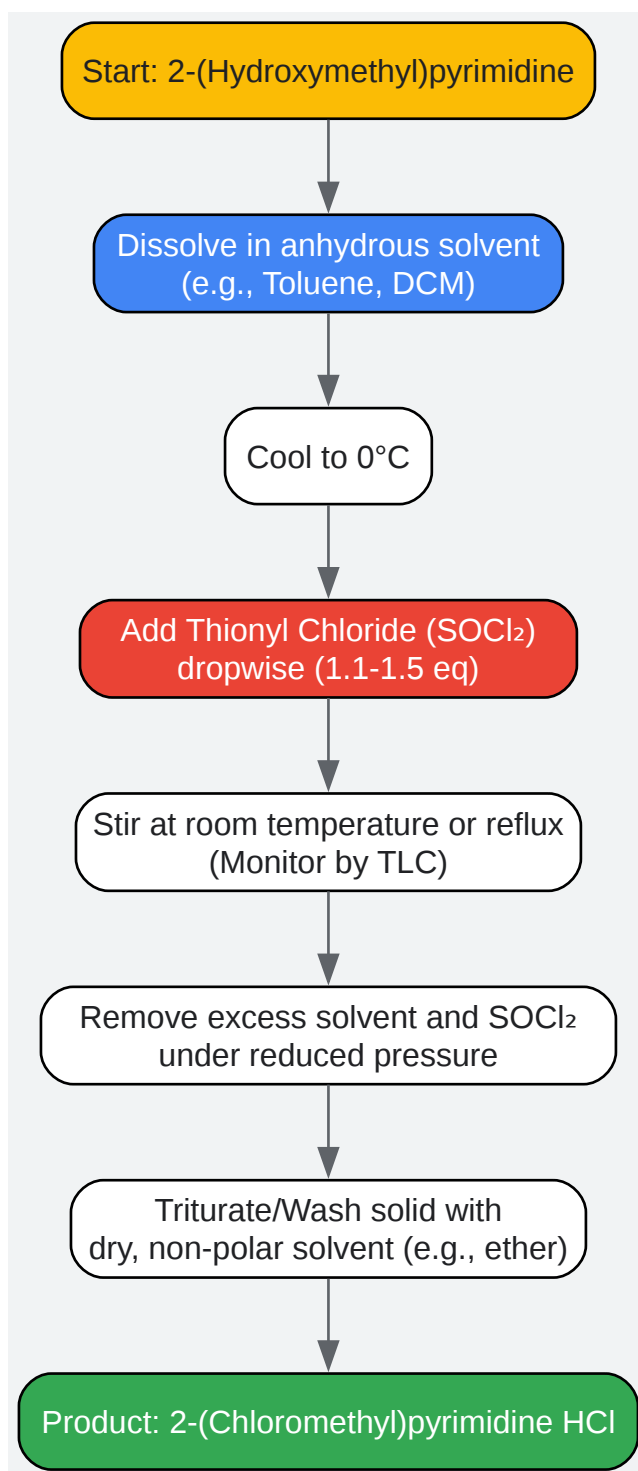 Start: 2-(Hydroxymethyl)pyrimidine
Dissolve in anhydrous solvent
(e.g., Toluene, DCM)
Cool to 0°C
Add Thionyl Chloride (SOCl₂)
dropwise (1.1-1.5 eq)
Stir at room temperature or reflux
(Monitor by TLC)
Remove excess solvent and SOCl₂
under reduced pressure
Triturate/Wash solid with
dry, non-polar solvent (e.g., ether)
Product: 2-(Chloromethyl)pyrimidine HCl